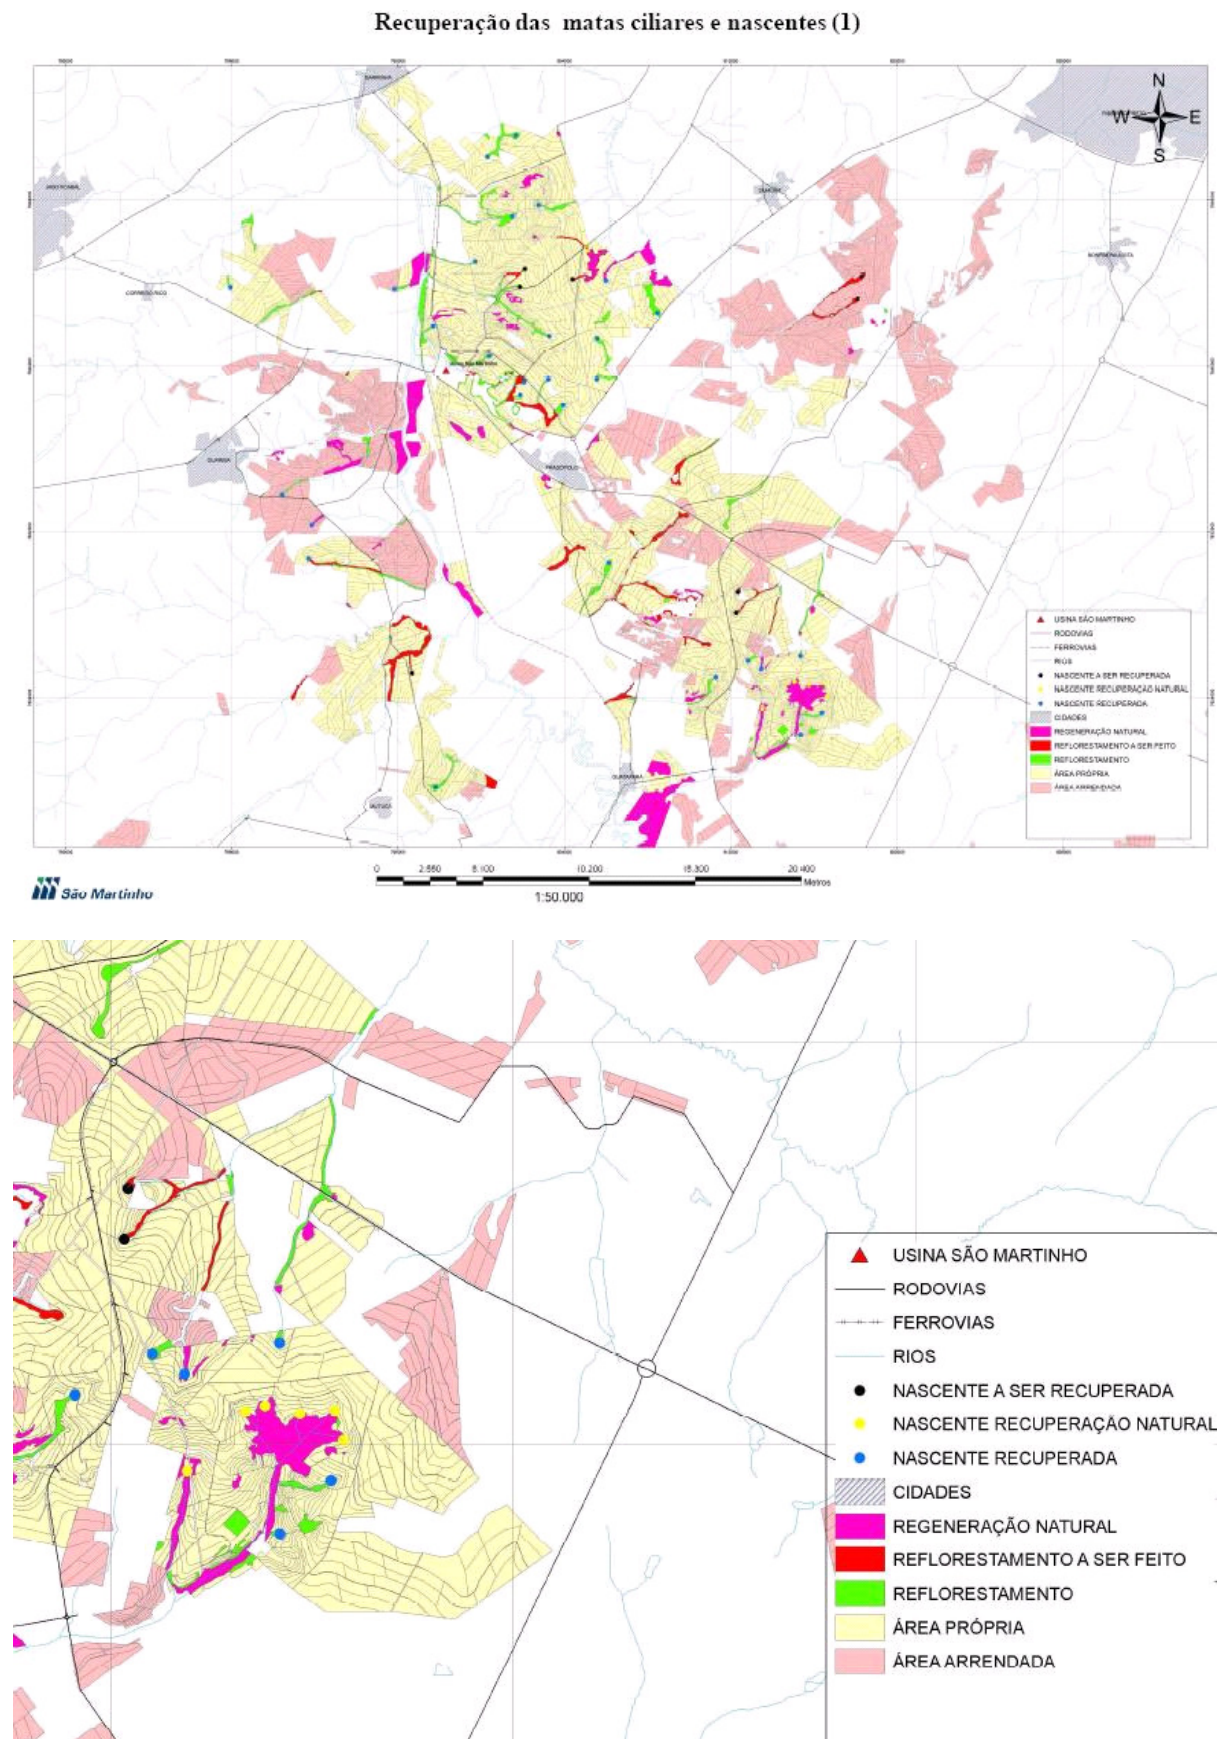 Recuperação das matas ciliares e nascentes (1)
N
W E
S
GUARIBA
PRADÓPOLIS
USINA SÃO MARTINHO
RODOVIAS
FERROVIAS
RIOS
NASCENTE A SER RECUPERADA
NASCENTE RECUPERAÇÃO NATURAL
NASCENTE RECUPERADA
CIDADES
REGENERAÇÃO NATURAL
REFLORESTAMENTO A SER FEITO
REFLORESTAMENTO
ÁREA PRÓPRIA
ÁREA ARRENDADA
São Martinho
0 2.550 5.100 10.200 15.300 20.400
Metros
1:50.000
USINA SÃO MARTINHO
RODOVIAS
FERROVIAS
RIOS
NASCENTE A SER RECUPERADA
NASCENTE RECUPERAÇÃO NATURAL
NASCENTE RECUPERADA
CIDADES
REGENERAÇÃO NATURAL
REFLORESTAMENTO A SER FEITO
REFLORESTAMENTO
ÁREA PRÓPRIA
ÁREA ARRENDADA